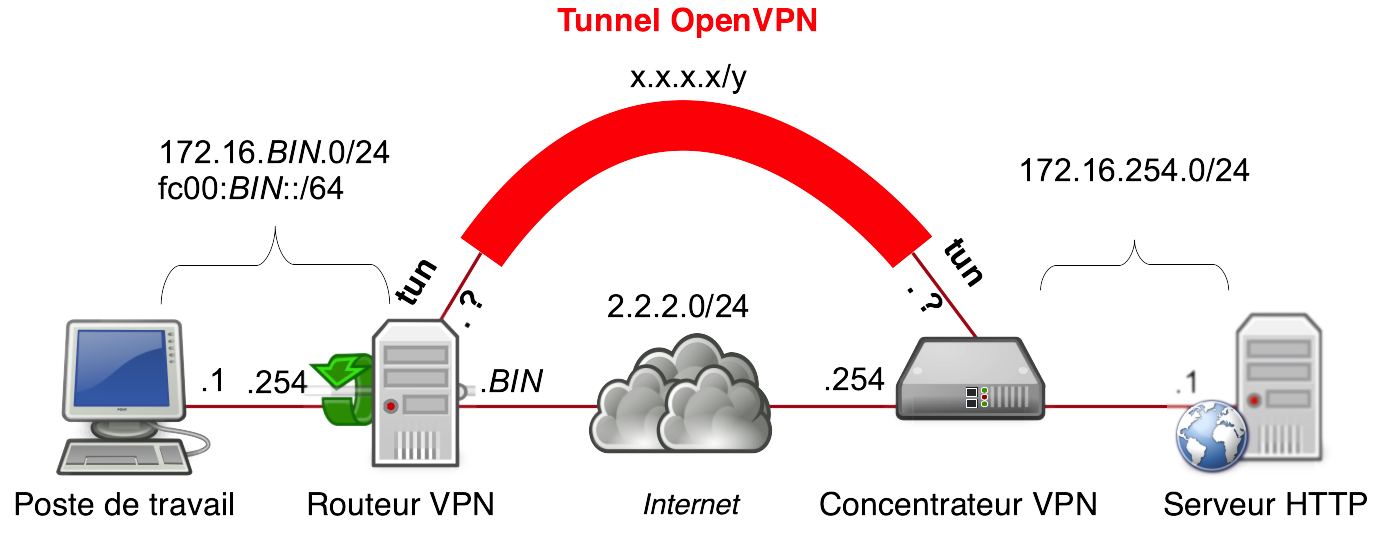 Tunnel OpenVPN
x.x.x.x/y
172.16.BIN.0/24
fc00:BIN::/64
172.16.254.0/24
tun
. ?
tun
. ?
2.2.2.0/24
.1
.254
.BIN
.254
.1
Poste de travail
Routeur VPN
Internet
Concentrateur VPN
Serveur HTTP